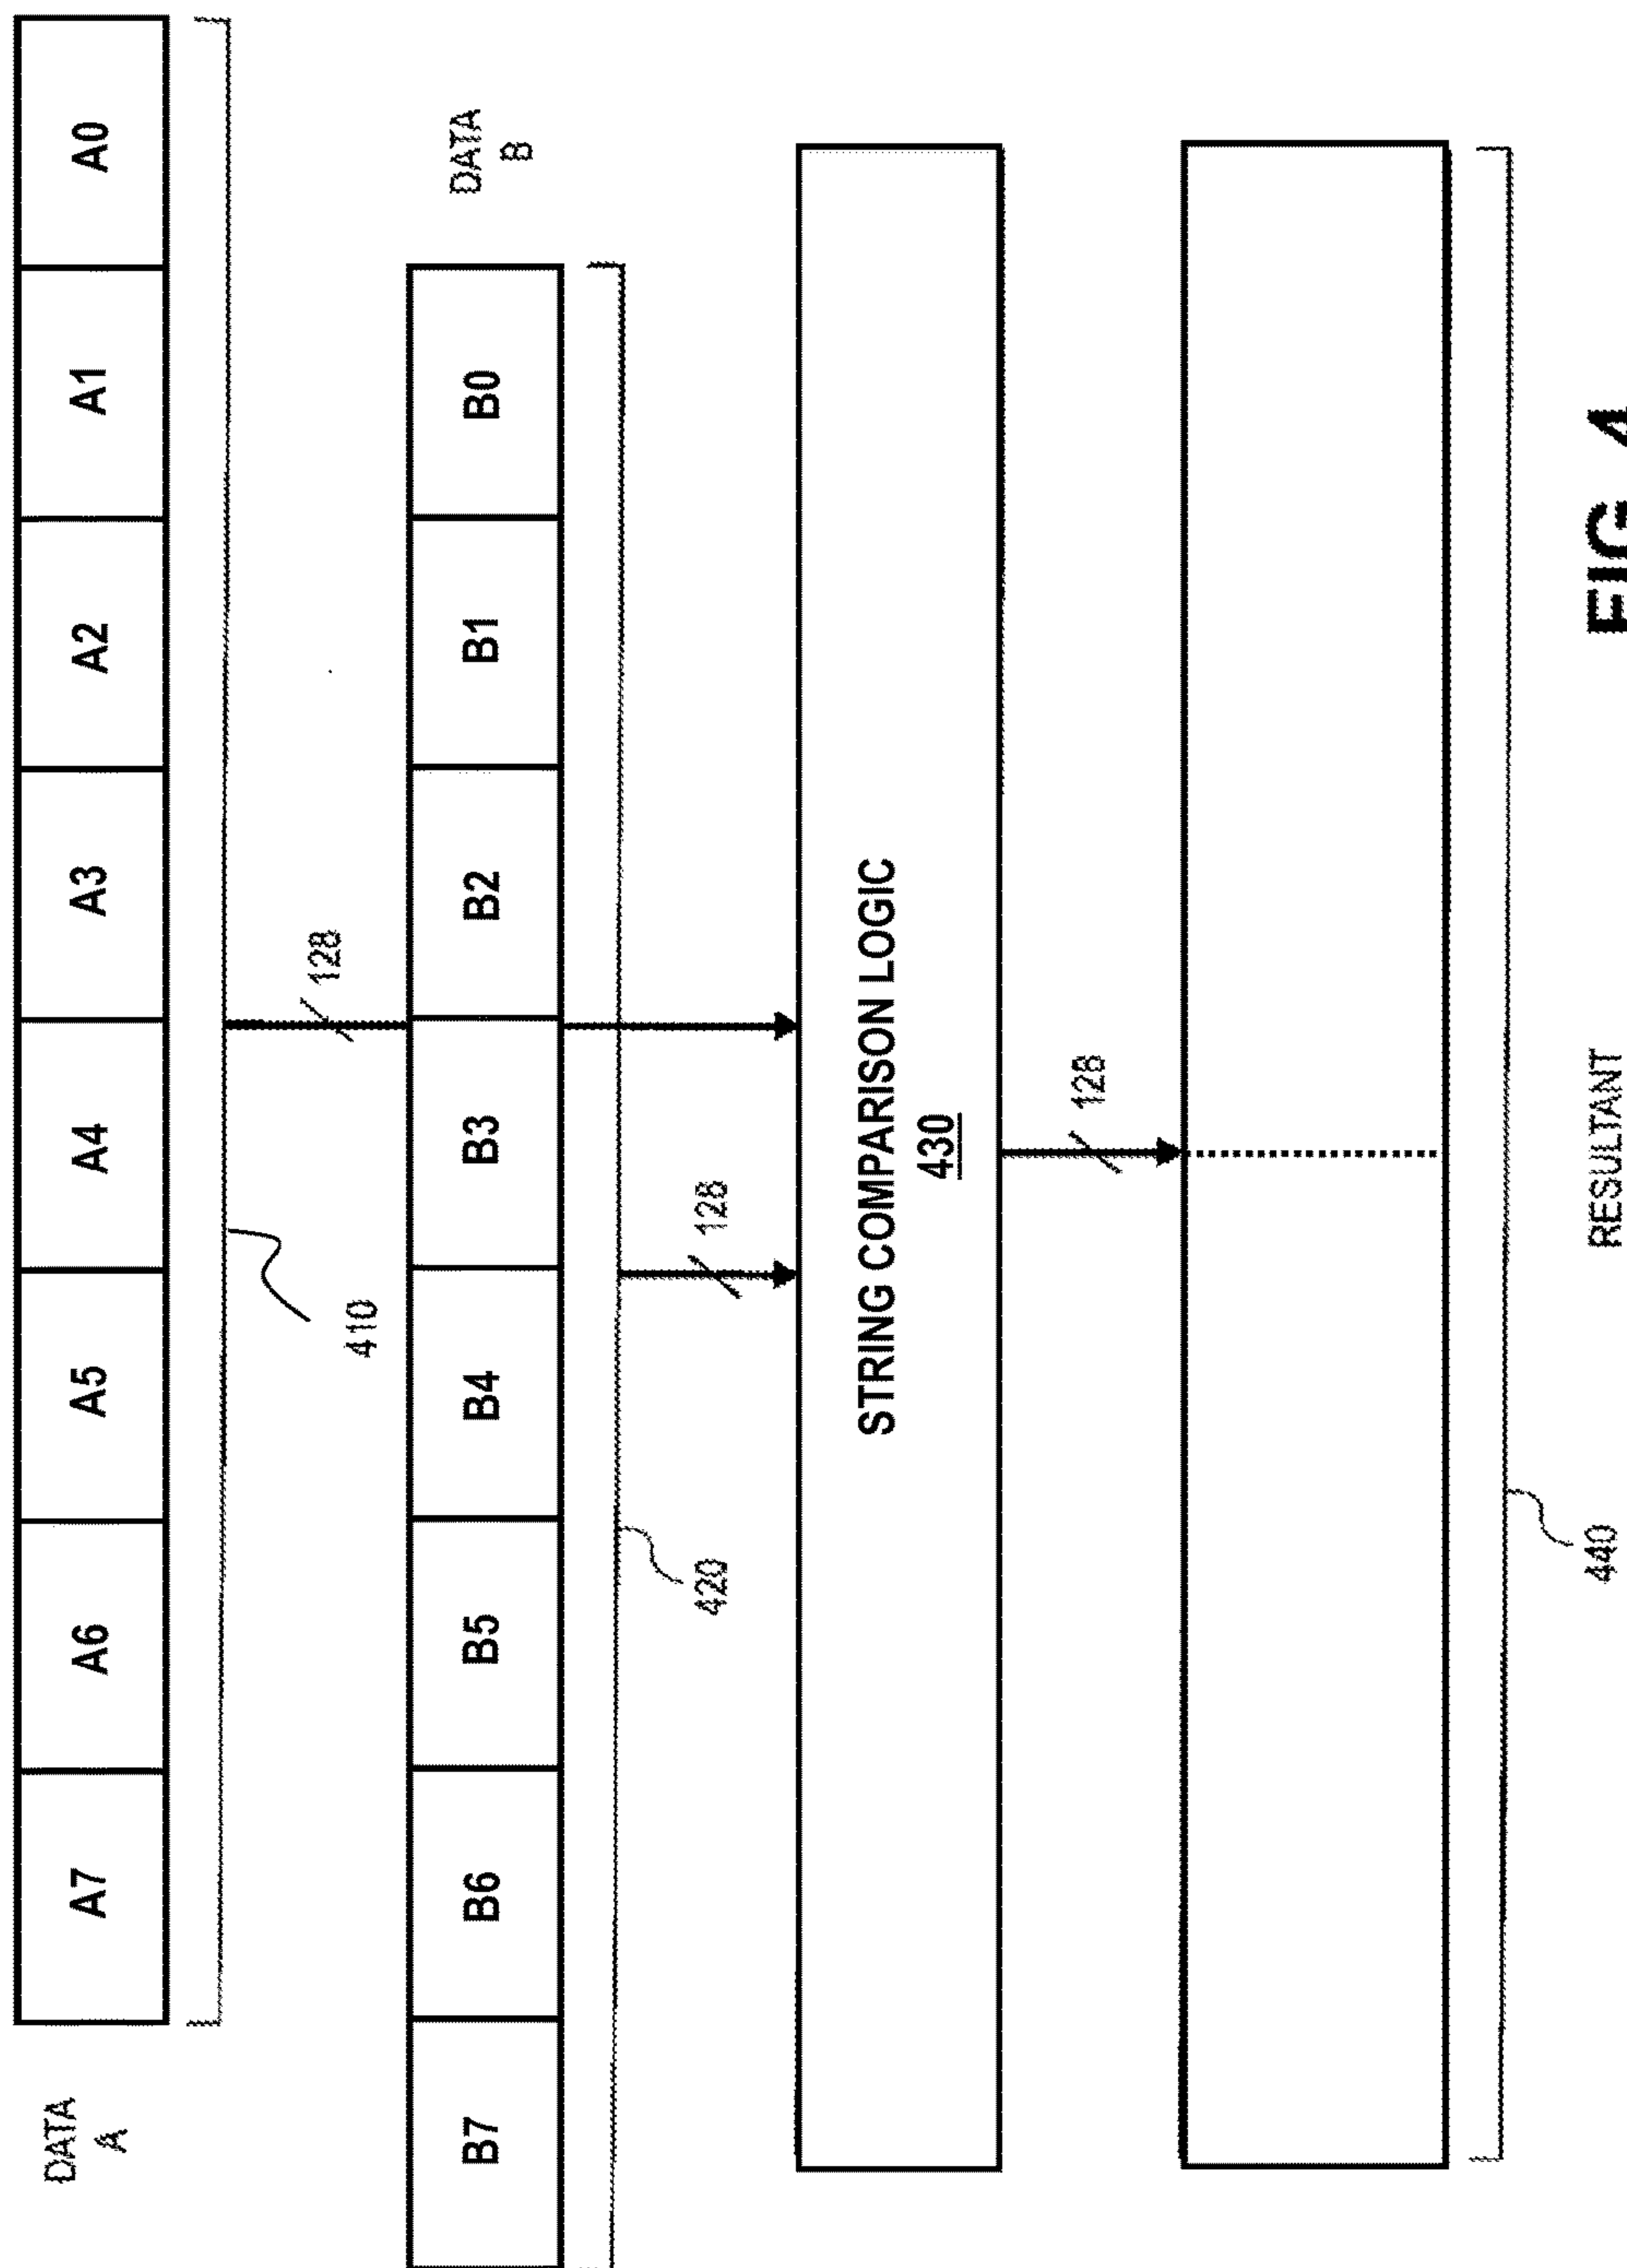 DATA A
A7 A6 A5 A4 A3 A2 A1 A0
410
128
DATA B
B7 B6 B5 B4 B3 B2 B1 B0
420
128
STRING COMPARISON LOGIC
430
128
440
RESULTANT
FIG. 4